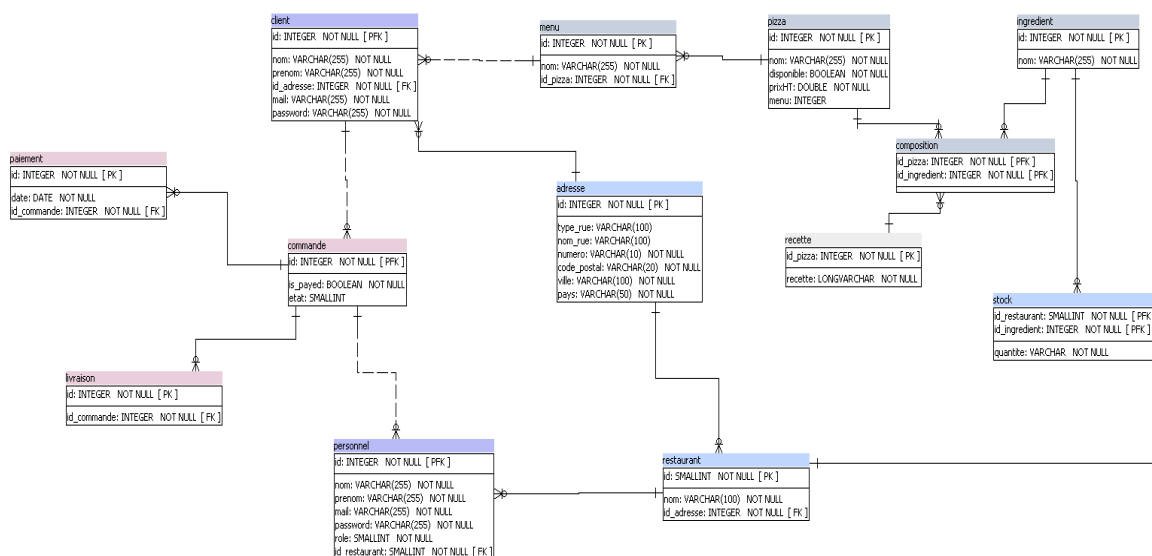 client
id: INTEGER NOT NULL [ PFK ]
nom: VARCHAR(255) NOT NULL
prenom: VARCHAR(255) NOT NULL
id_adresse: INTEGER NOT NULL [ FK ]
mail: VARCHAR(255) NOT NULL
password: VARCHAR(255) NOT NULL
menu
id: INTEGER NOT NULL [ PK ]
nom: VARCHAR(255) NOT NULL
id_pizza: INTEGER NOT NULL [ FK ]
pizza
id: INTEGER NOT NULL [ PK ]
nom: VARCHAR(255) NOT NULL
disponible: BOOLEAN NOT NULL
prixHT: DOUBLE NOT NULL
menu: INTEGER
ingredient
id: INTEGER NOT NULL [ PK ]
nom: VARCHAR(255) NOT NULL
composition
id_pizza: INTEGER NOT NULL [ PFK ]
id_ingredient: INTEGER NOT NULL [ PFK ]
paiement
id: INTEGER NOT NULL [ PK ]
date: DATE NOT NULL
id_commande: INTEGER NOT NULL [ FK ]
adresse
id: INTEGER NOT NULL [ PK ]
type_rue: VARCHAR(100)
nom_rue: VARCHAR(100)
numero: VARCHAR(10) NOT NULL
code_postal: VARCHAR(20) NOT NULL
ville: VARCHAR(100) NOT NULL
pays: VARCHAR(50) NOT NULL
commande
id: INTEGER NOT NULL [ PFK ]
is_payed: BOOLEAN NOT NULL
etat: SMALLINT
recette
id_pizza: INTEGER NOT NULL [ PK ]
recette: LONGVARCHAR NOT NULL
stock
id_restaurant: SMALLINT NOT NULL [ PFK ]
id_ingredient: INTEGER NOT NULL [ PFK ]
quantite: VARCHAR NOT NULL
livraison
id: INTEGER NOT NULL [ PK ]
id_commande: INTEGER NOT NULL [ FK ]
personnel
id: INTEGER NOT NULL [ PFK ]
nom: VARCHAR(255) NOT NULL
prenom: VARCHAR(255) NOT NULL
mail: VARCHAR(255) NOT NULL
password: VARCHAR(255) NOT NULL
role: SMALLINT NOT NULL
id_restaurant: SMALLINT NOT NULL [ FK ]
restaurant
id: SMALLINT NOT NULL [ PK ]
nom: VARCHAR(100) NOT NULL
id_adresse: INTEGER NOT NULL [ FK ]